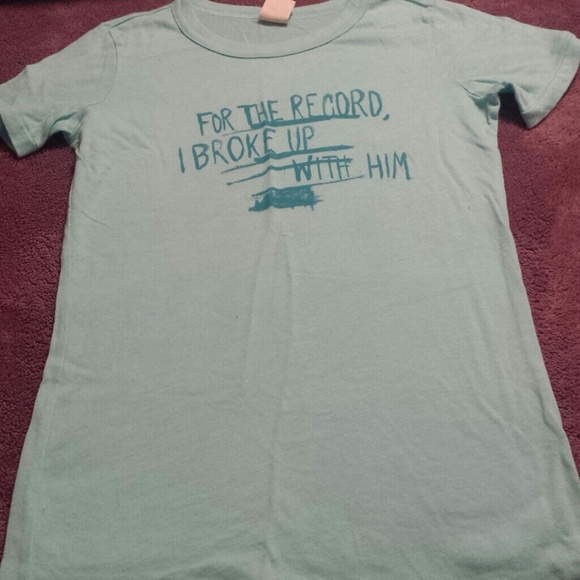 FOR THE RECORD,
I BROKE UP
WITH HIM